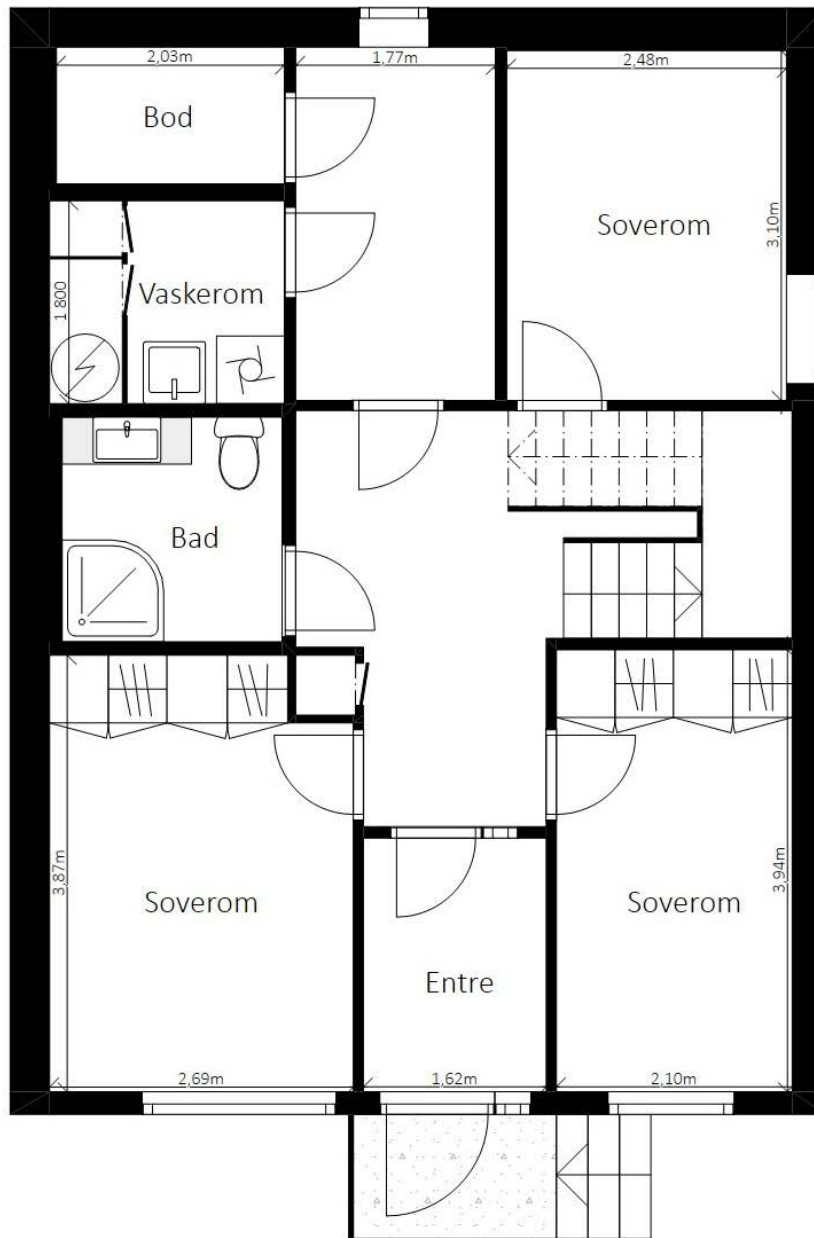 2,03m
1,77m
2,48m
Bod
Soverom
3,10m
Vaskerom
1 800
Bad
3,87m
Soverom
Soverom
3,94m
Entre
2,69m
1,62m
2,10m